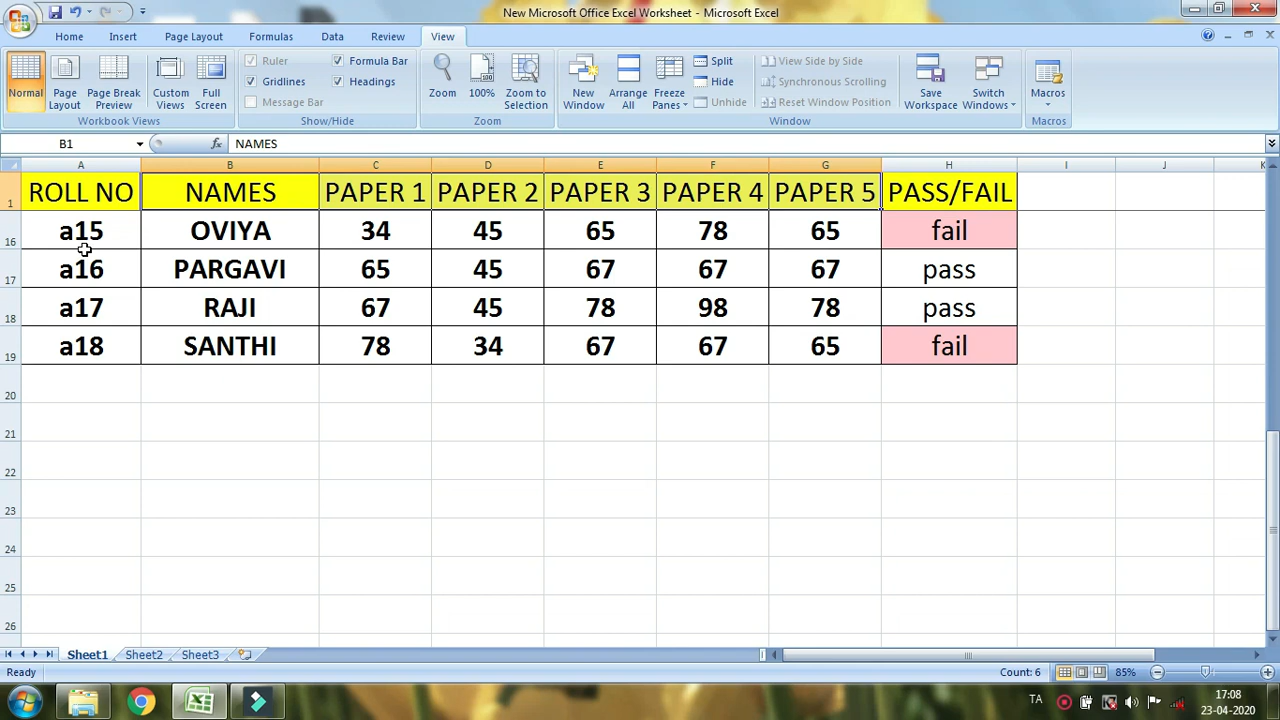 New Microsoft Office Excel Worksheet - Microsoft Excel
Home Insert Page Layout Formulas Data Review View
Normal Page Layout Page Break Preview Custom Views Full Screen
Ruler Formula Bar
Gridlines Headings
Message Bar
Zoom 100% Zoom to Selection
New Window Arrange All Freeze Panes
Split
Hide
Unhide
View Side by Side
Synchronous Scrolling
Reset Window Position
Save Workspace Switch Windows Macros
Workbook Views Show/Hide Zoom Window Macros
B1 fx NAMES
A B C D E F G H I J K
1 ROLL NO NAMES PAPER 1 PAPER 2 PAPER 3 PAPER 4 PAPER 5 PASS/FAIL
16 a15 OVIYA 34 45 65 78 65 fail
17 a16 PARGAVI 65 45 67 67 67 pass
18 a17 RAJI 67 45 78 98 78 pass
19 a18 SANTHI 78 34 67 67 65 fail
20
21
22
23
24
25
26
Sheet1 Sheet2 Sheet3
Ready Count: 6 85%
TA 17:08
23-04-2020